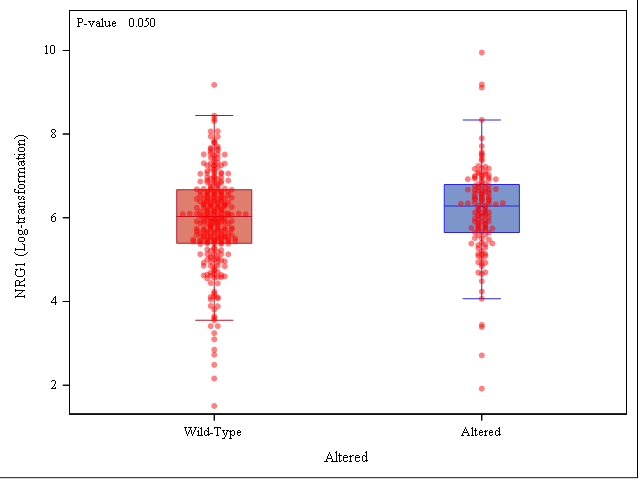 P-value 0.050
10
8
6
4
2
NRG1 (Log-transformation)
Wild-Type
Altered
Altered